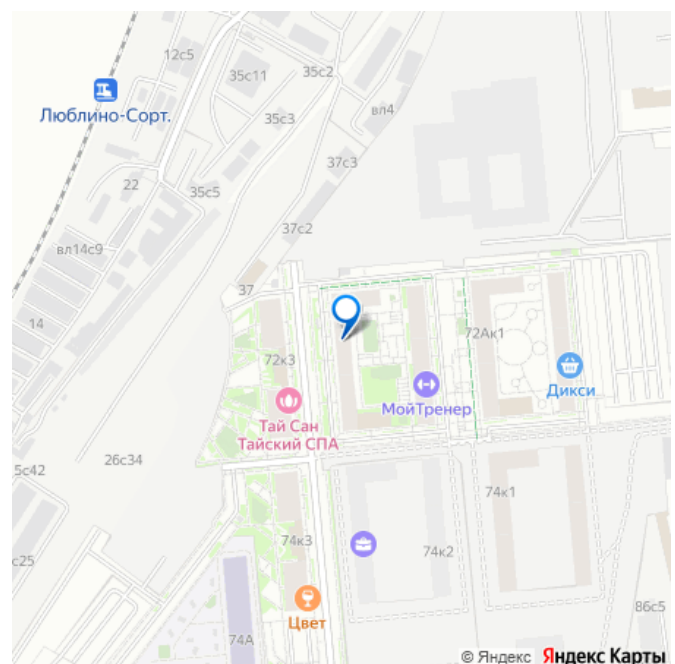 12с5
35с2
35с11
Люблино-Сорт.
35с3
вл4
37с3
22
35с5
37с2
вл14с9
37
14
72к3
72Ак1
Дикси
МойТренер
Тай Сан
Тайский СПА
5с42
26с34
74к1
74к3
74к2
с25
86с5
Цвет
74А
© Яндекс Яндекс Карты